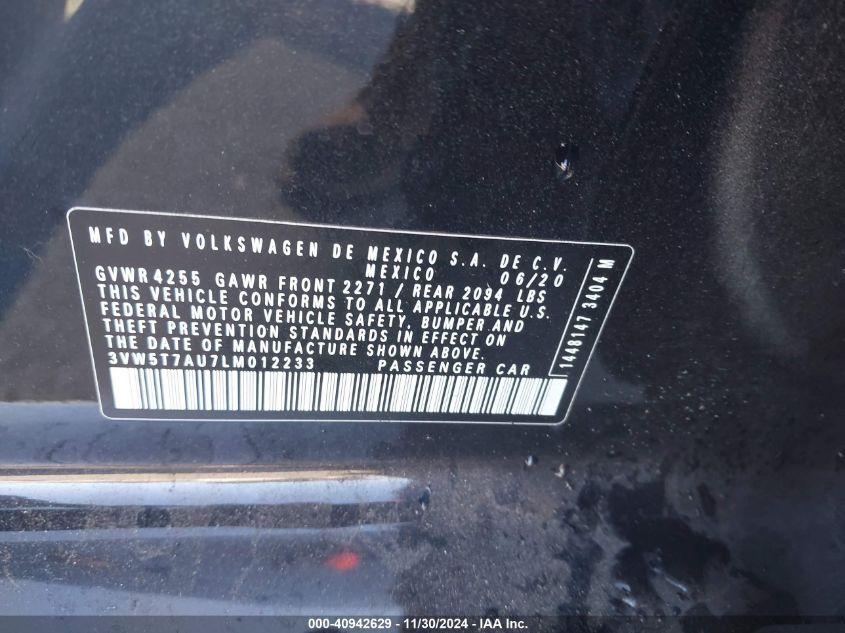 MFD BY VOLKSWAGEN DE MEXICO S.A. DE C.V.
MEXICO 06/20
GVWR 4255 GAWR FRONT 2271 / REAR 2094 LBS
THIS VEHICLE CONFORMS TO ALL APPLICABLE U.S.
FEDERAL MOTOR VEHICLE SAFETY, BUMPER AND
THEFT PREVENTION STANDARDS IN EFFECT ON
THE DATE OF MANUFACTURE SHOWN ABOVE.
3VW5T7AU7LM012233 PASSENGER CAR
1448147 3404 M
000-40942629 - 11/30/2024 - IAA Inc.